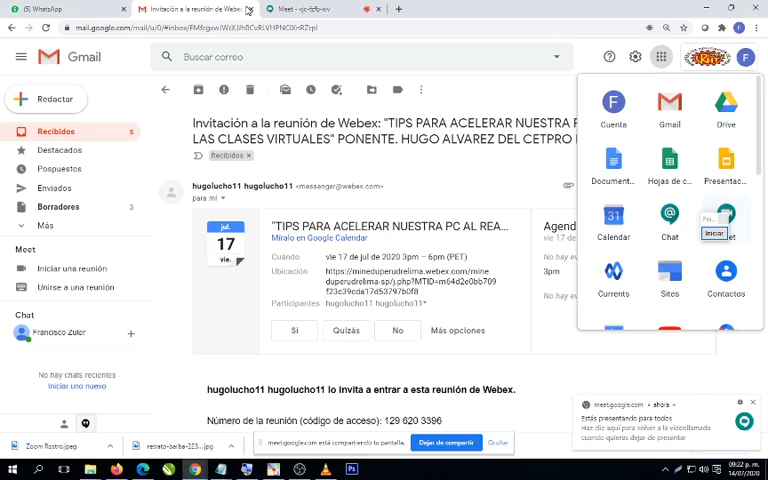 (5) WhatsApp
Invitación a la reunión de Webex
Meet - vjc-fzfb-xiv
mail.google.com/mail/u/0/#inbox/
Gmail
Buscar correo
F
Redactar
Recibidos 5
Destacados
Pospuestos
Enviados
Borradores 4
Más
Meet
Iniciar una reunión
Unirse a una reunión
Chat
Francisco Zuler
No hay chats recientes
Iniciar uno nuevo
Invitación a la reunión de Webex: "TIPS PARA ACELERAR NUESTRA P
LAS CLASES VIRTUALES" PONENTE. HUGO ALVAREZ DEL CETPRO
Recibidos ×
hugolucho11 hugolucho11 <messenger@webex.com>
para mí
jul.
17
vie.
"TIPS PARA ACELERAR NUESTRA PC AL REA...
Míralo en Google Calendar
Cuándo vie 17 de jul de 2020 3pm – 6pm (PET)
Ubicación https://mineduperudrelima.webex.com/mine
duperudrelima-sp/j.php?MTID=m64d2e0bb709
f23c39cda17d53797b0f8
Participantes hugolucho11 hugolucho11*
Sí Quizás No Más opciones
Agend
vie 17 de
No hay ev
3pm
No hay ev
hugolucho11 hugolucho11 lo invita a entrar a esta reunión de Webex.
Número de la reunión (código de acceso): 129 620 3396
F
Cuenta Gmail Drive
Document... Hojas de c... Presentac...
31
Calendar Chat
Iniciar
Currents Sites Contactos
meet.google.com • ahora
Estás presentando para todos
Haz clic aquí para volver a la videollamada
cuando quieras dejar de presentar
Zoom Rostro.jpeg
retrato-barba-223...jpg
meet.google.com está compartiendo tu pantalla.
Dejar de compartir
Ocultar
Ps
09:22 p. m.
14/07/2020